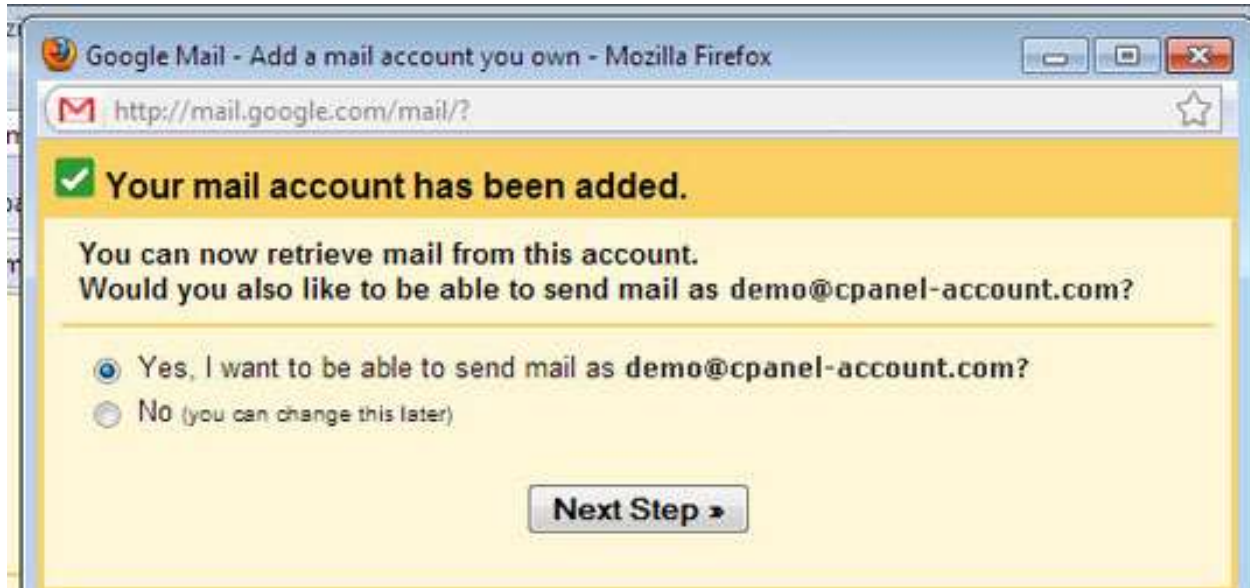 Google Mail - Add a mail account you own - Mozilla Firefox
http://mail.google.com/mail/?
Your mail account has been added.
You can now retrieve mail from this account.
Would you also like to be able to send mail as demo@cpanel-account.com?
Yes, I want to be able to send mail as demo@cpanel-account.com?
No (you can change this later)
Next Step »